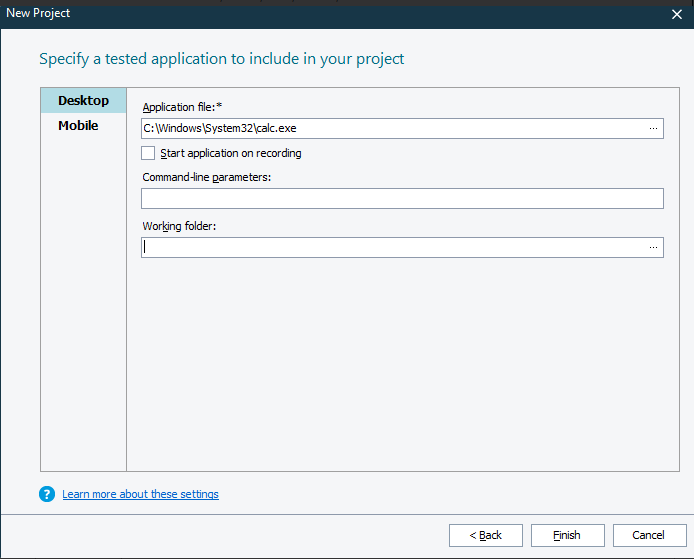 New Project
Specify a tested application to include in your project
Desktop
Mobile
Application file:*
C:\Windows\System32\calc.exe
...
Start application on recording
Command-line parameters:
Working folder:
...
? Learn more about these settings
< Back
Finish
Cancel